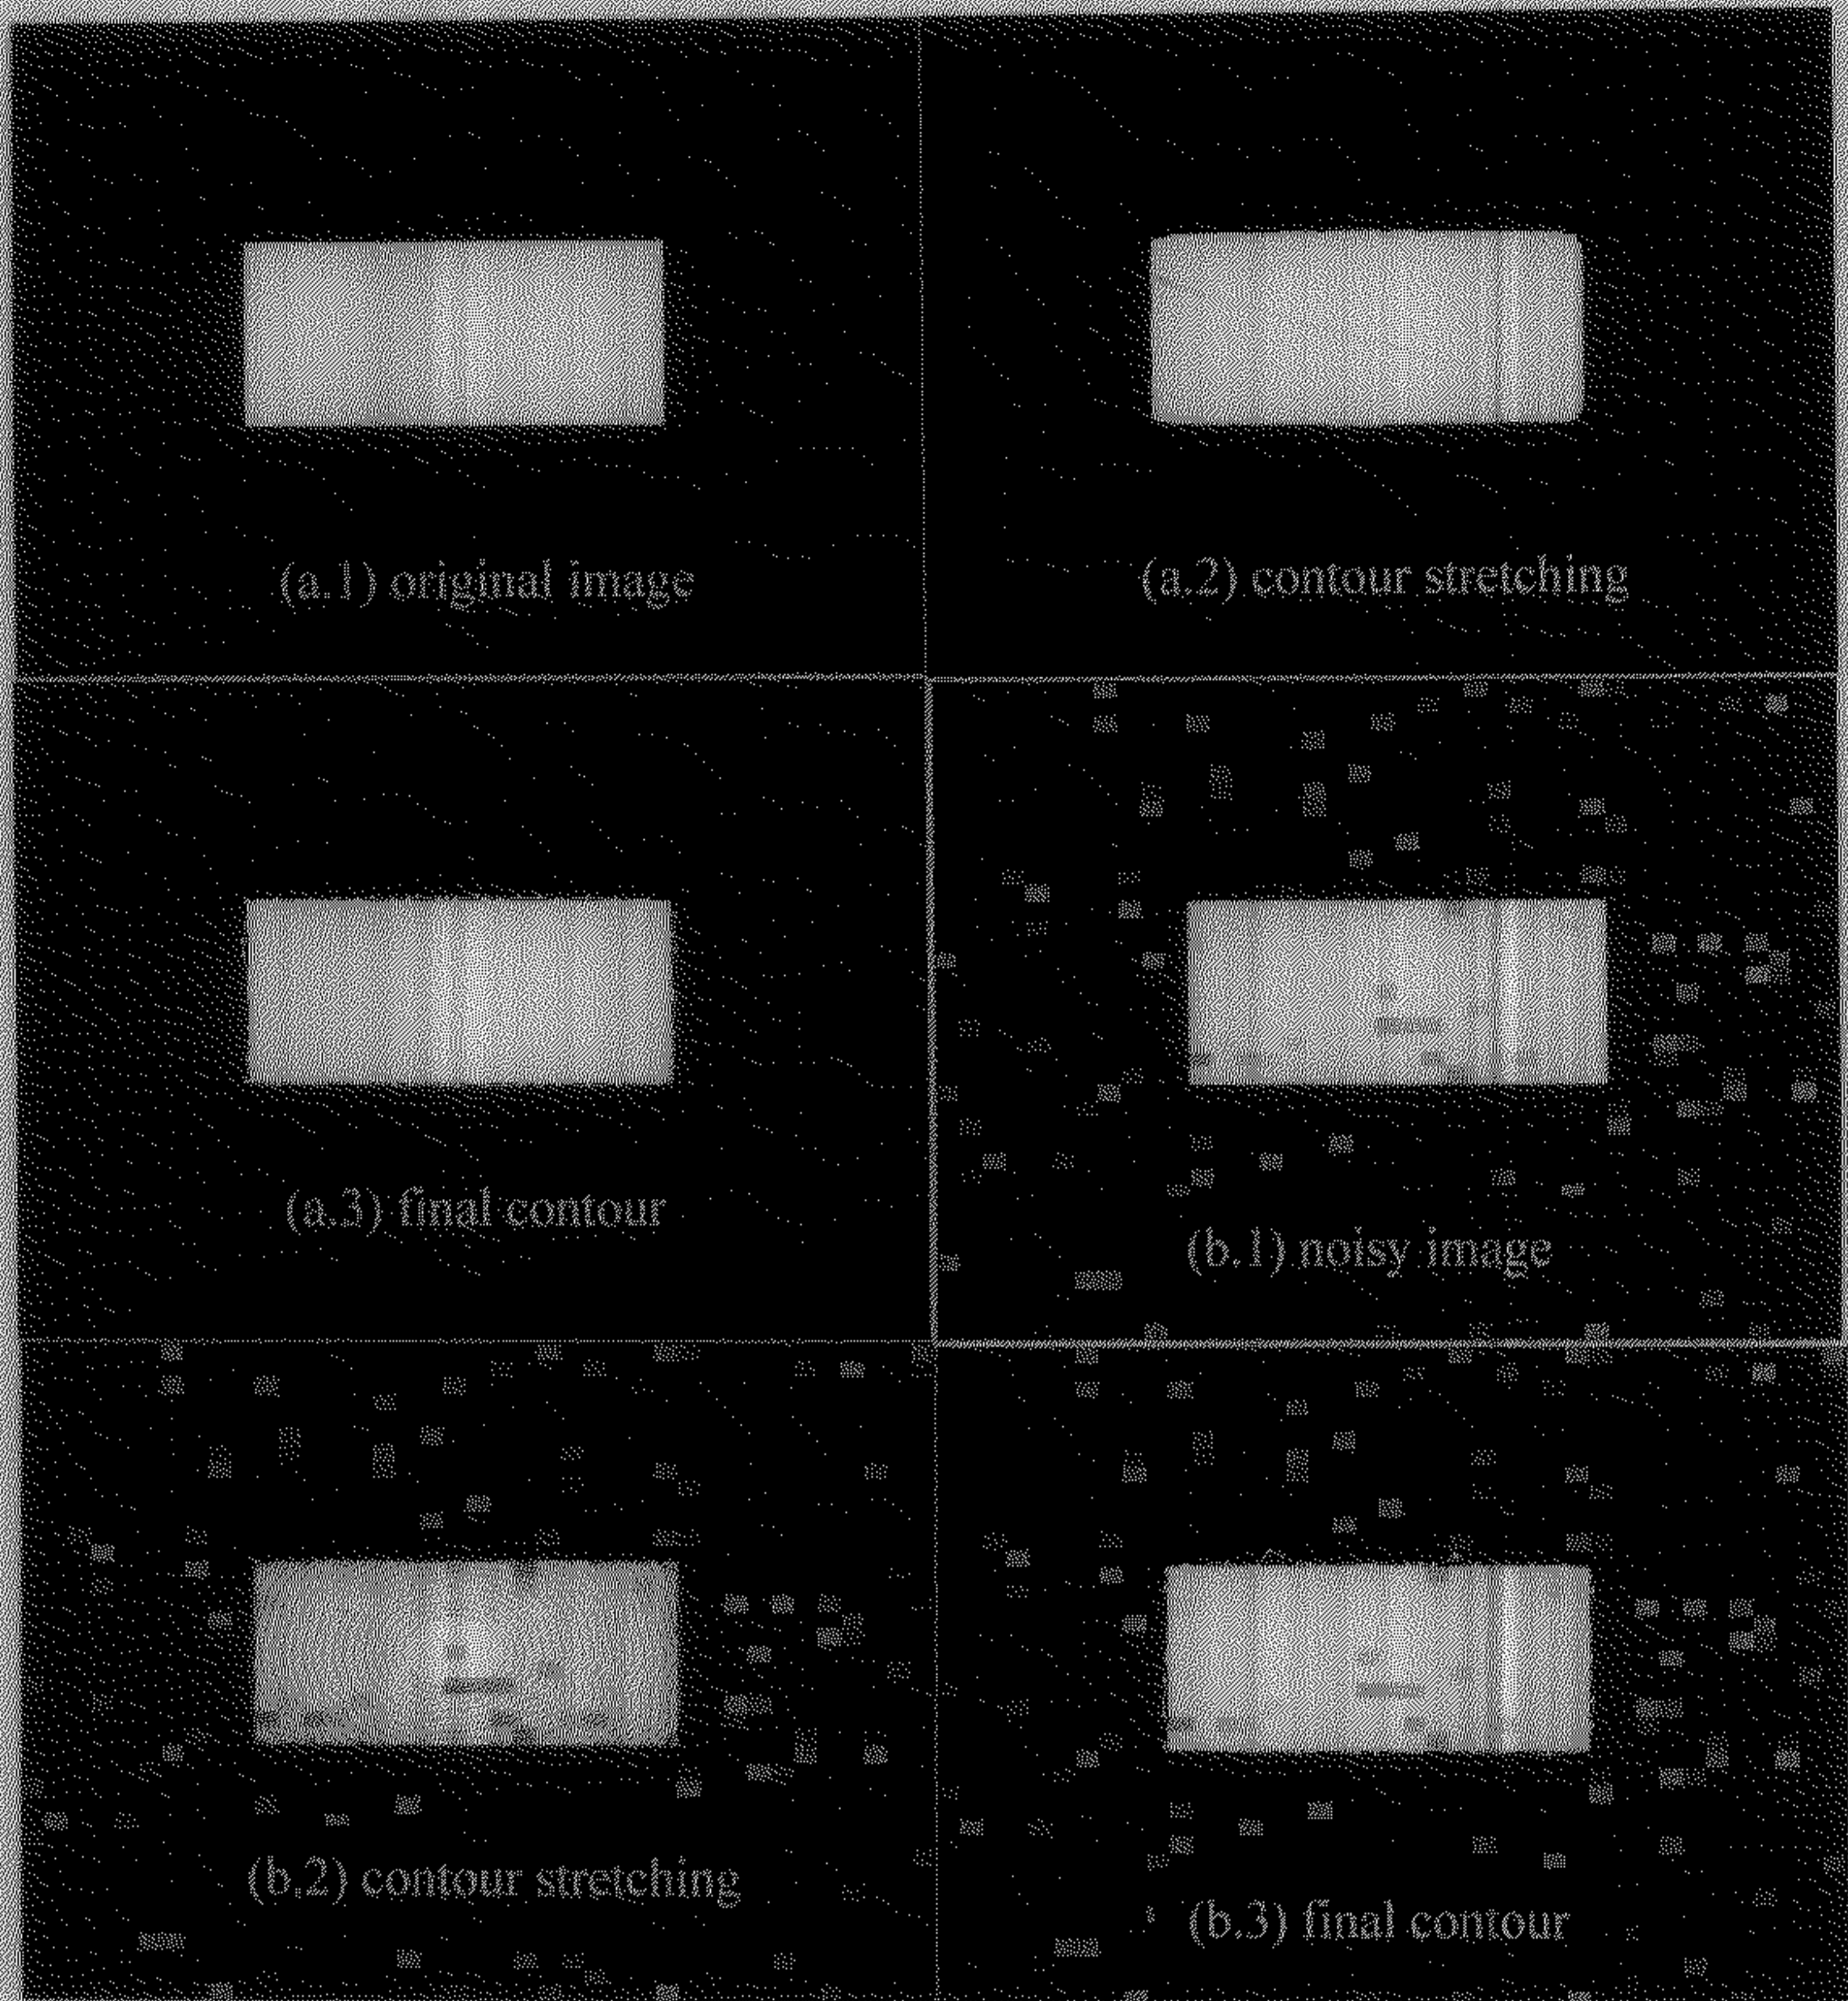 (a.1) original image
(a.2) contour stretching
(a.3) final contour
(b.1) noisy image
(b.2) contour stretching
(b.3) final contour